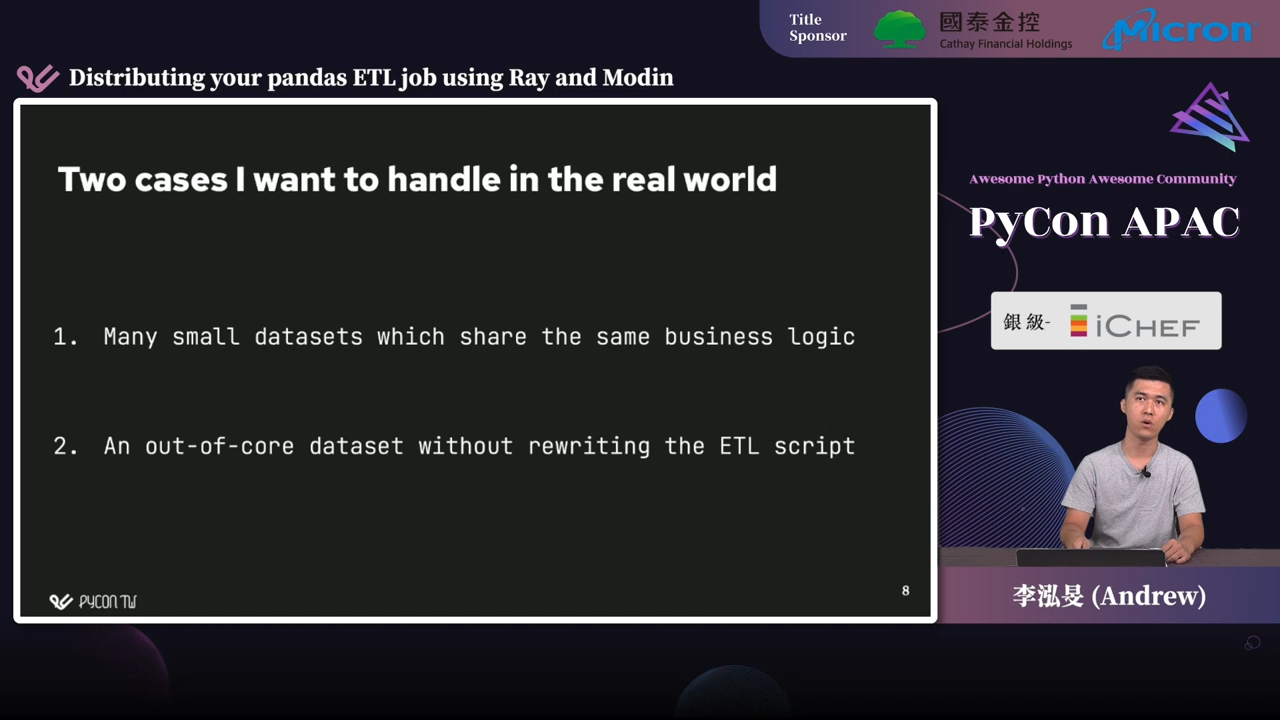 Title
Sponsor
國泰金控
Cathay Financial Holdings
Micron
Distributing your pandas ETL job using Ray and Modin
Two cases I want to handle in the real world
1. Many small datasets which share the same business logic
2. An out-of-core dataset without rewriting the ETL script
PYCON TW
8
Awesome Python Awesome Community
PyCon APAC
銀級-
iCHEF
李泓旻 (Andrew)